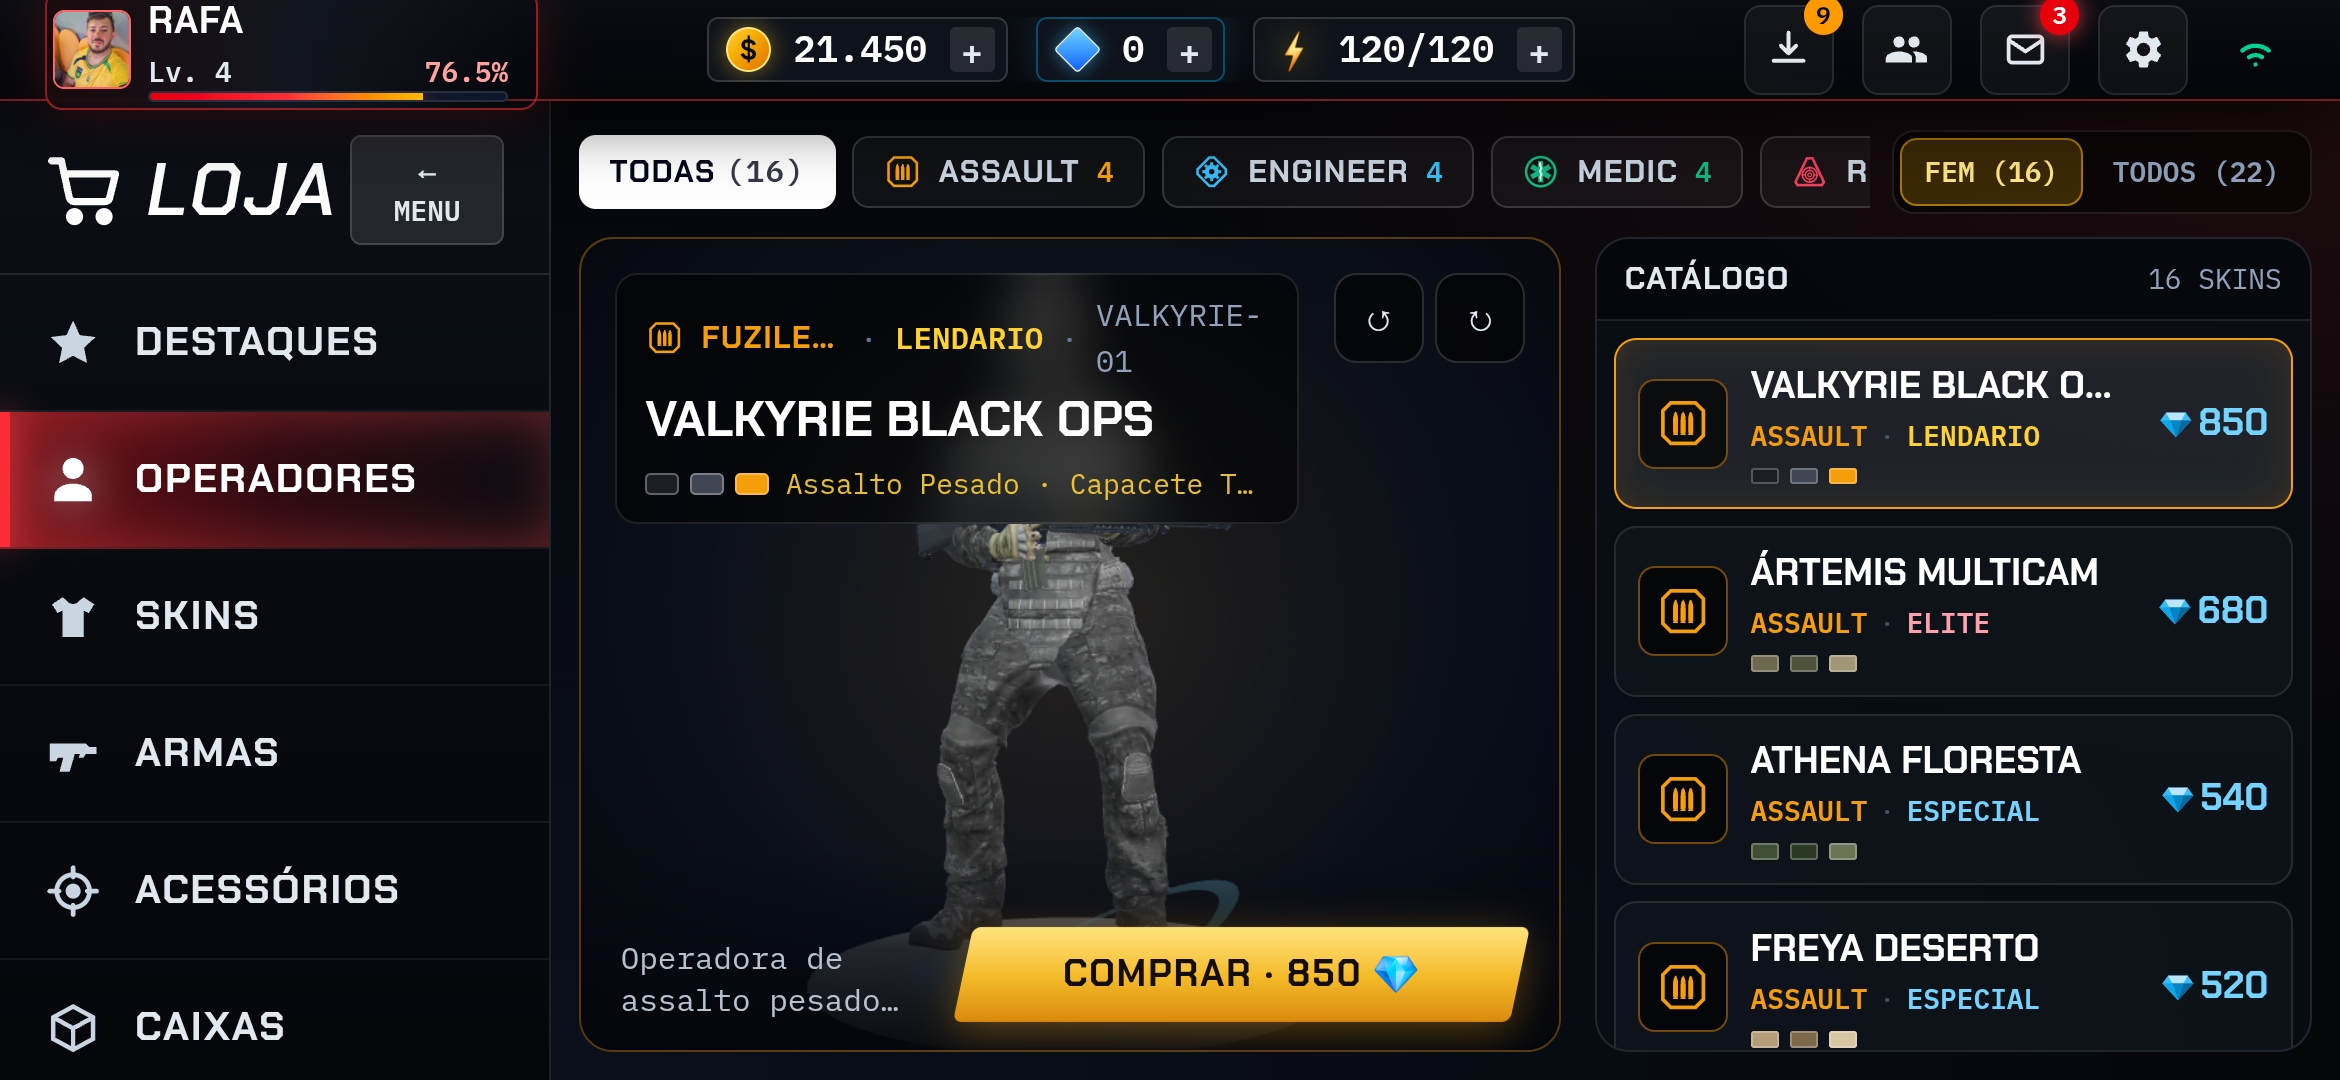 RAFA
Lv. 4 76.5%
$ 21.450 +
0 +
120/120 +
9
3
LOJA
← MENU
DESTAQUES
OPERADORES
SKINS
ARMAS
ACESSÓRIOS
CAIXAS
TODAS (16)
ASSAULT 4
ENGINEER 4
MEDIC 4
R
FEM (16)
TODOS (22)
FUZILE… · LENDARIO · VALKYRIE-
01
VALKYRIE BLACK OPS
Assalto Pesado · Capacete T…
Operadora de
assalto pesado…
COMPRAR · 850
CATÁLOGO 16 SKINS
VALKYRIE BLACK O…
ASSAULT · LENDARIO
850
ÁRTEMIS MULTICAM
ASSAULT · ELITE
680
ATHENA FLORESTA
ASSAULT · ESPECIAL
540
FREYA DESERTO
ASSAULT · ESPECIAL
520